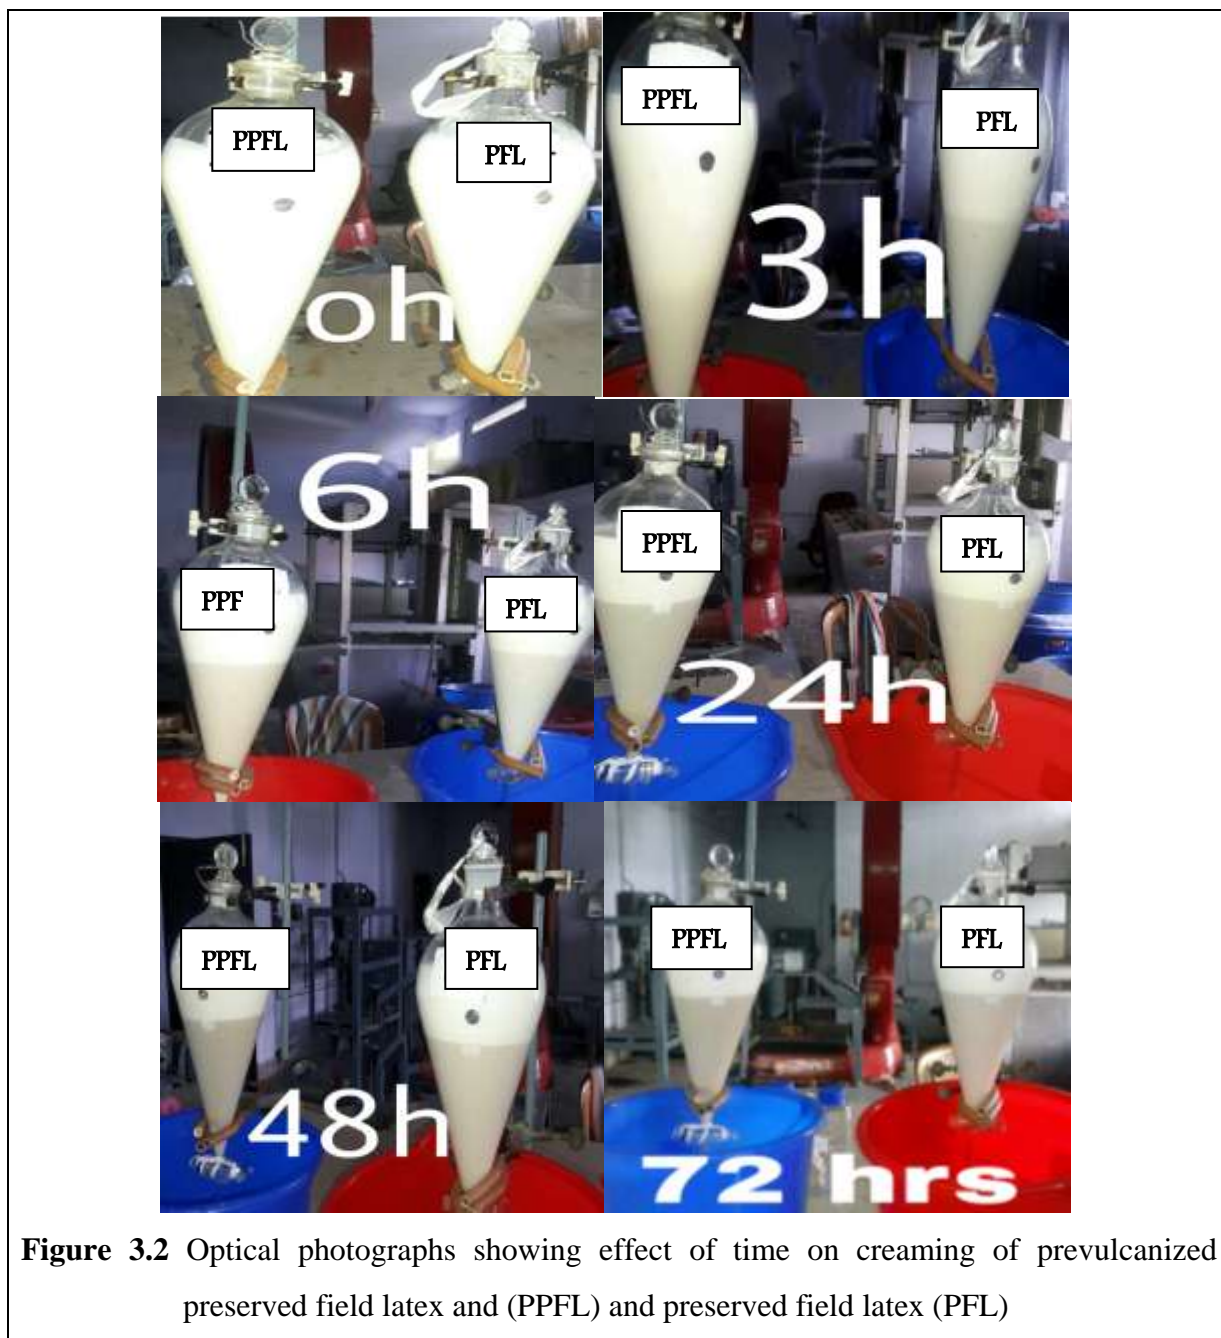 PPFL
PFL
oh
PPFL
PFL
3h
6h
PPF
PFL
PPFL
PFL
24h
PPFL
PFL
48h
PPFL
PFL
72 hrs
Figure 3.2 Optical photographs showing effect of time on creaming of prevulcanized
preserved field latex and (PPFL) and preserved field latex (PFL)